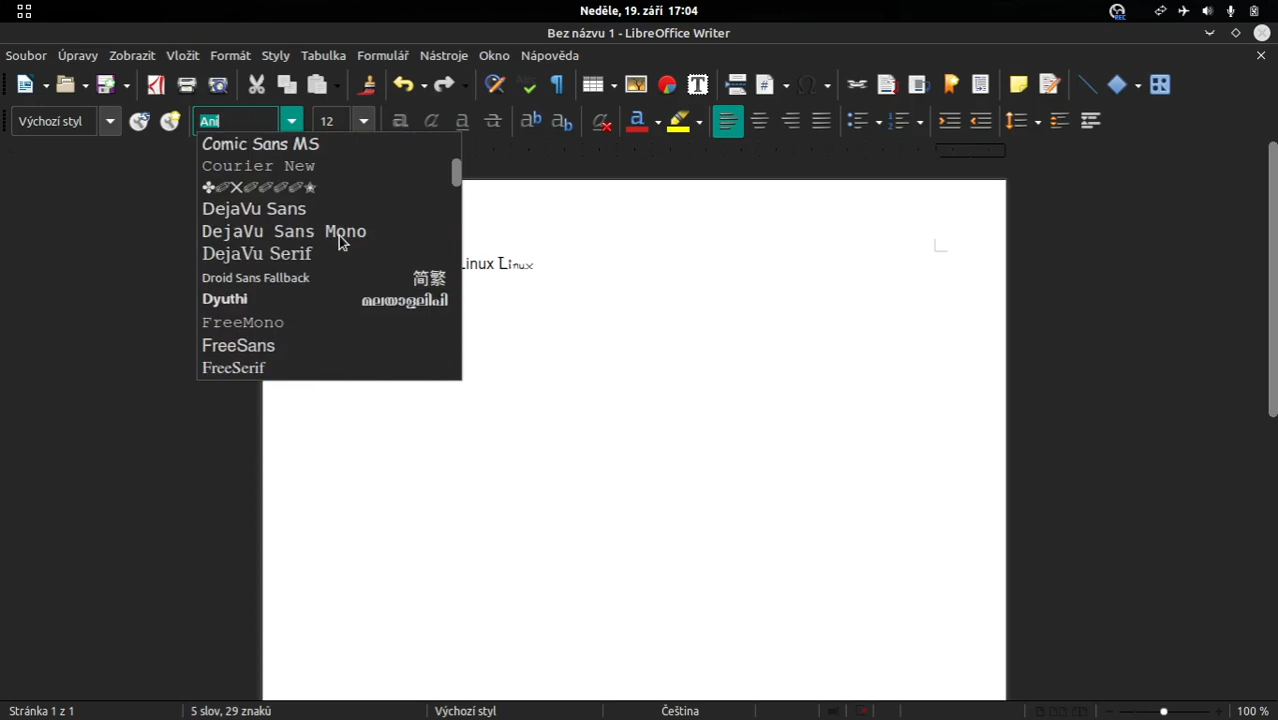 Neděle, 19. září 17:04
REC
Bez názvu 1 - LibreOffice Writer
Soubor Úpravy Zobrazit Vložit Formát Styly Tabulka Formulář Nástroje Okno Nápověda
Výchozí styl Ani 12
Comic Sans MS
Courier New
DejaVu Sans
DejaVu Sans Mono
DejaVu Serif
Droid Sans Fallback 简繁
Dyuthi മലയാളലിപി
FreeMono
FreeSans
FreeSerif
Linux Linux
Stránka 1 z 1 5 slov, 29 znaků Výchozí styl Čeština 100 %